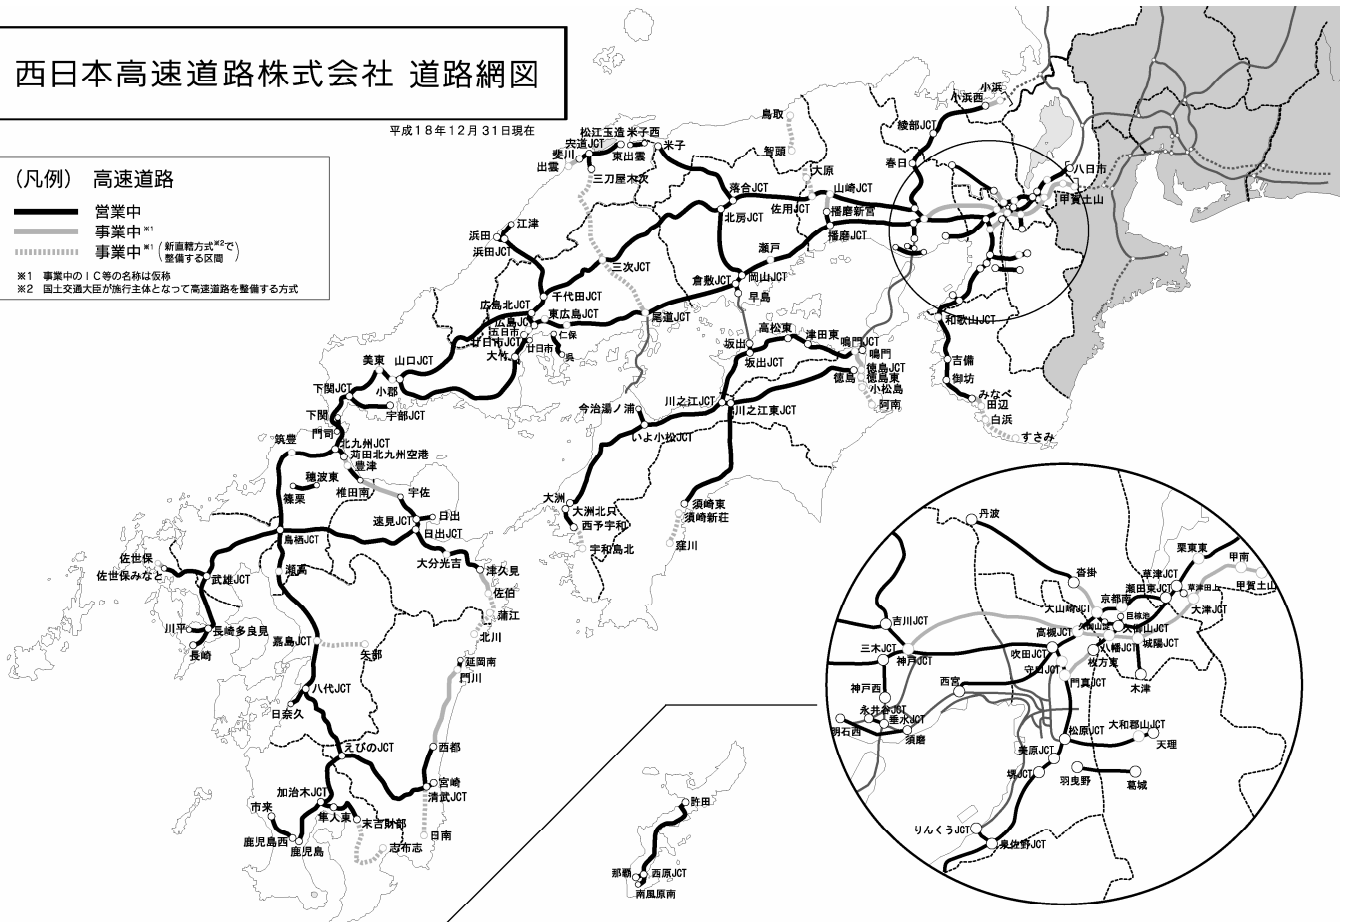 西日本高速道路株式会社 道路網図
平成18年12月31日現在
(凡例) 高速道路
営業中
事業中※1
事業中※1(新直轄方式※2で整備する区間)
※1 事業中のIC等の名称は仮称
※2 国土交通大臣が施行主体となって高速道路を整備する方式
小浜
小浜西
綾部JCT
春日
八日市
甲賀土山
鳥取
智頭
大原
松江玉造
米子西
宍道JCT
東出雲
米子
斐川
出雲
三刀屋木次
落合JCT
山崎JCT
佐用JCT
播磨新宮
北房JCT
播磨JCT
江津
浜田
浜田JCT
瀬戸
三次JCT
倉敷JCT
岡山JCT
早島
千代田JCT
広島北JCT
東広島JCT
尾道JCT
広島JCT
五日市
仁保
廿日市JCT
廿日市
呉
大竹
和歌山JCT
吉備
御坊
みなべ
田辺
白浜
すさみ
高松東
津田東
鳴門JCT
鳴門
坂出
坂出JCT
徳島JCT
徳島東
徳島
小松島
阿南
美東
山口JCT
下関JCT
小郡
宇部JCT
下関
門司
川之江JCT
川之江東JCT
今治湯ノ浦
いよ小松JCT
筑豊
北九州JCT
苅田北九州空港
豊津
穂波東
篠栗
椎田南
宇佐
大洲
大洲北只
西予宇和
宇和島北
須崎東
須崎新荘
窪川
速見JCT
日出
日出JCT
鳥栖JCT
大分光吉
佐世保
佐世保みなと
武雄JCT
瀬高
津久見
佐伯
蒲江
北川
川平
長崎多良見
長崎
嘉島JCT
矢部
延岡南
門川
八代JCT
日奈久
えびのJCT
西都
加治木JCT
宮崎
清武JCT
市来
隼人東
末吉財部
日南
鹿児島西
鹿児島
志布志
許田
那覇
西原JCT
南風原南
丹波
栗東東
甲南
沓掛
草津JCT
瀬田東JCT
草津田上
甲賀土山
京都南
大山崎JCT
巨椋池
大津JCT
吉川JCT
高槻JCT
久御山JCT
城陽JCT
三木JCT
神戸JCT
吹田JCT
八幡JCT
枚方東
守口JCT
門真JCT
木津
神戸西
西宮
永井谷JCT
垂水JCT
明石西
須磨
松原JCT
大和郡山JCT
天理
美原JCT
堺JCT
羽曳野
葛城
りんくうJCT
泉佐野JCT